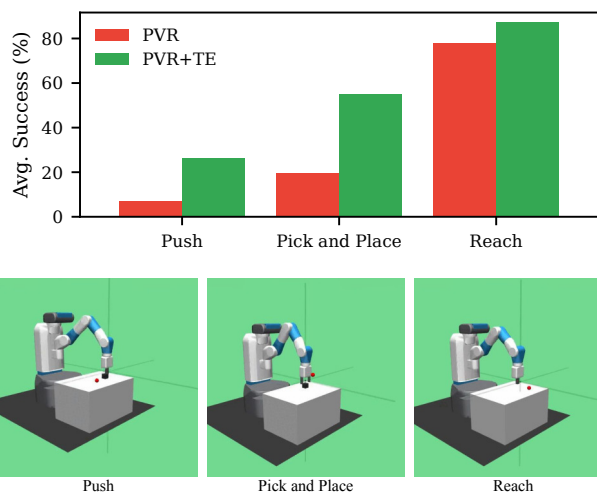 Avg. Success (%)
80
60
40
20
0
PVR
PVR+TE
Push
Pick and Place
Reach
Push
Pick and Place
Reach